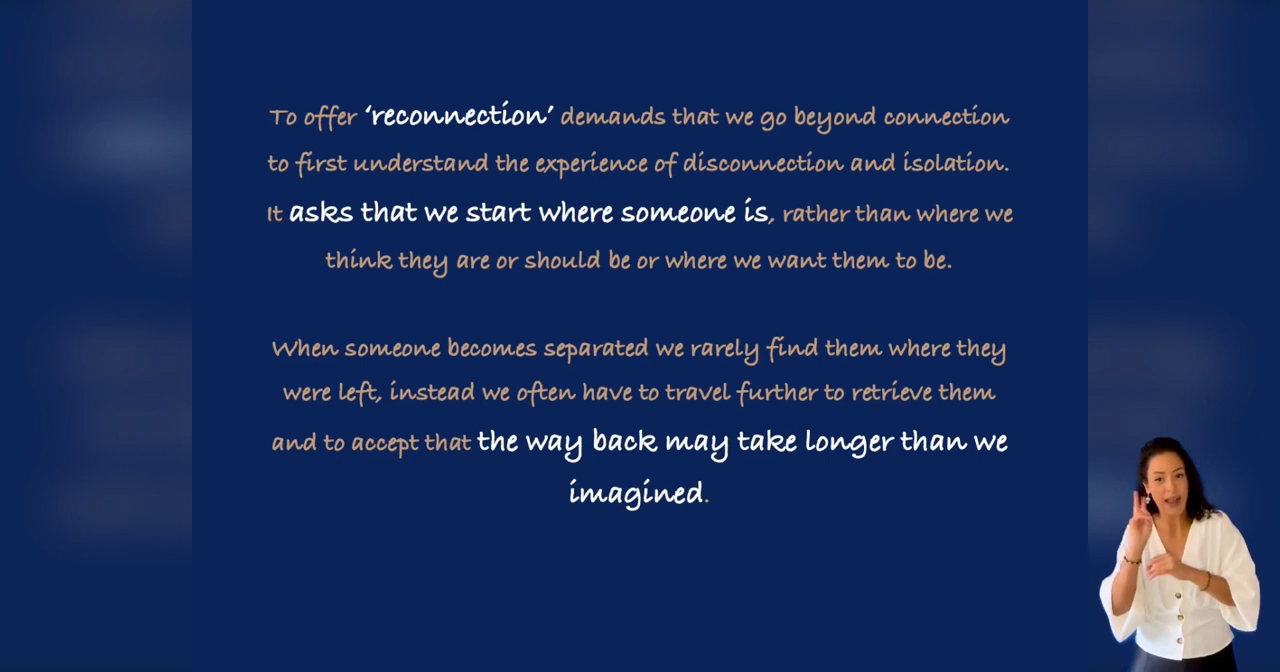 To offer ‘reconnection’ demands that we go beyond connection
to first understand the experience of disconnection and isolation.
It asks that we start where someone is, rather than where we
think they are or should be or where we want them to be.
When someone becomes separated we rarely find them where they
were left, instead we often have to travel further to retrieve them
and to accept that the way back may take longer than we
imagined.